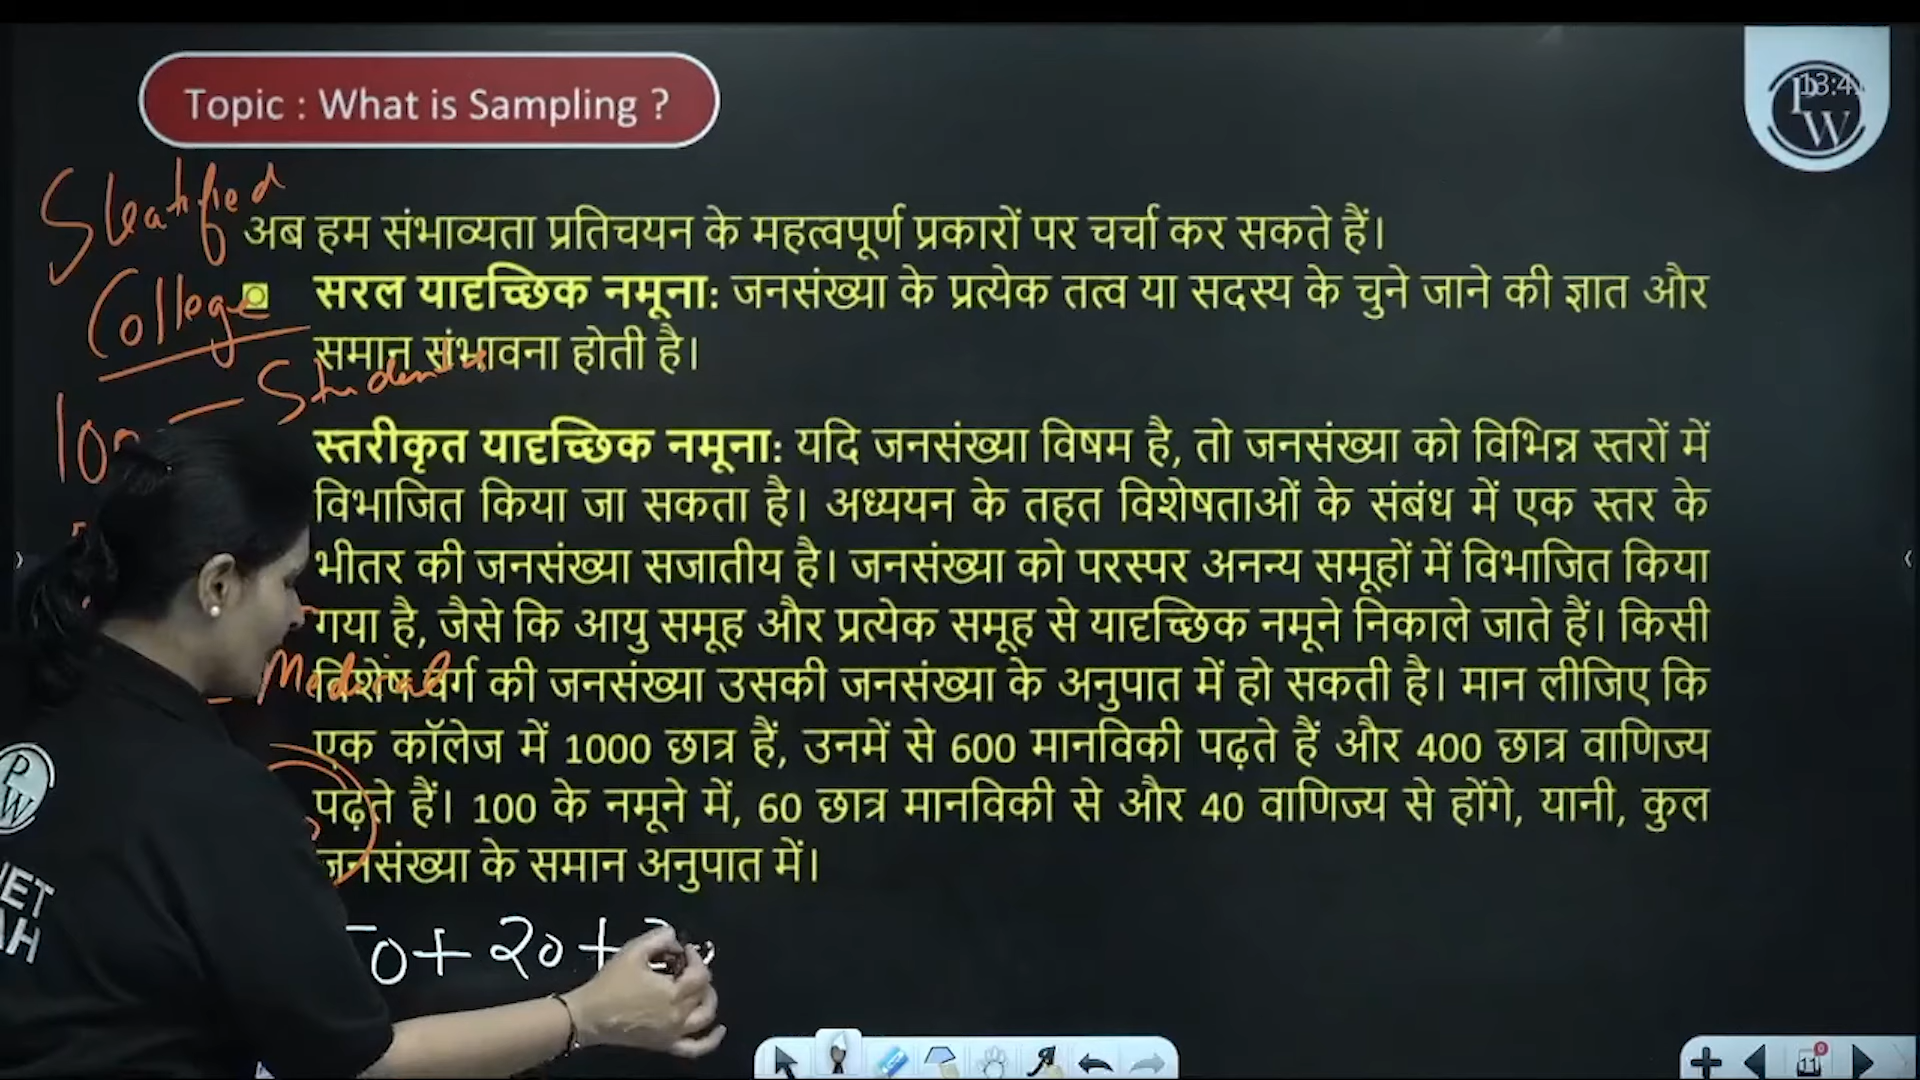 Topic : What is Sampling ?
PW
अब हम संभाव्यता प्रतिचयन के महत्वपूर्ण प्रकारों पर चर्चा कर सकते हैं।
College
सरल यादृच्छिक नमूना: जनसंख्या के प्रत्येक तत्व या सदस्य के चुने जाने की ज्ञात और
समान संभावना होती है।
Students
स्तरीकृत यादृच्छिक नमूना: यदि जनसंख्या विषम है, तो जनसंख्या को विभिन्न स्तरों में
विभाजित किया जा सकता है। अध्ययन के तहत विशेषताओं के संबंध में एक स्तर के
भीतर की जनसंख्या सजातीय है। जनसंख्या को परस्पर अनन्य समूहों में विभाजित किया
गया है, जैसे कि आयु समूह और प्रत्येक समूह से यादृच्छिक नमूने निकाले जाते हैं। किसी
विशेष वर्ग की जनसंख्या उसकी जनसंख्या के अनुपात में हो सकती है। मान लीजिए कि
Medical
एक कॉलेज में 1000 छात्र हैं, उनमें से 600 मानविकी पढ़ते हैं और 400 छात्र वाणिज्य
पढ़ते हैं। 100 के नमूने में, 60 छात्र मानविकी से और 40 वाणिज्य से होंगे, यानी, कुल
जनसंख्या के समान अनुपात में।
+ 20 +
PW
11